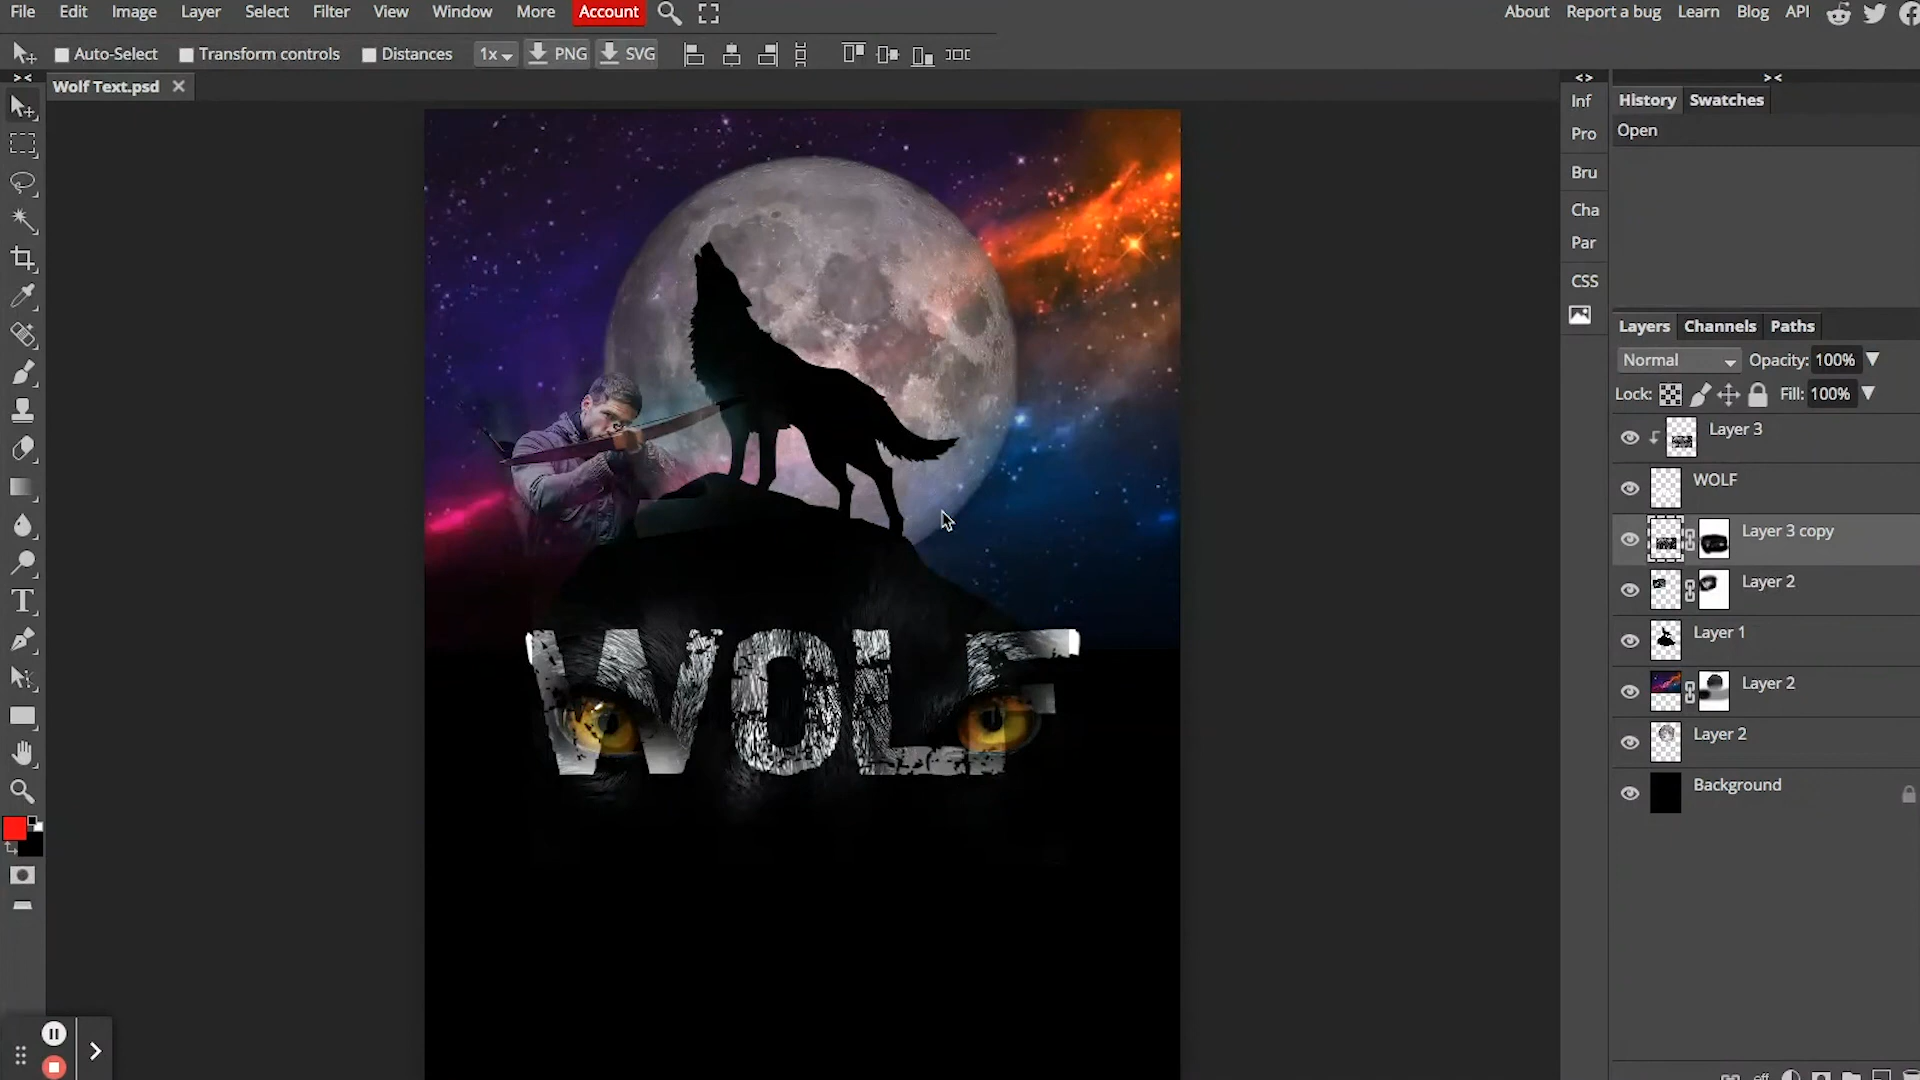 File Edit Image Layer Select Filter View Window More Account About Report a bug Learn Blog API
Auto-Select Transform controls Distances 1x PNG SVG
Wolf Text.psd
Inf
Pro
Bru
Cha
Par
CSS
History Swatches
Open
Layers Channels Paths
Normal Opacity: 100%
Lock: Fill: 100%
Layer 3
WOLF
Layer 3 copy
Layer 2
Layer 1
Layer 2
Layer 2
Background
WOLF